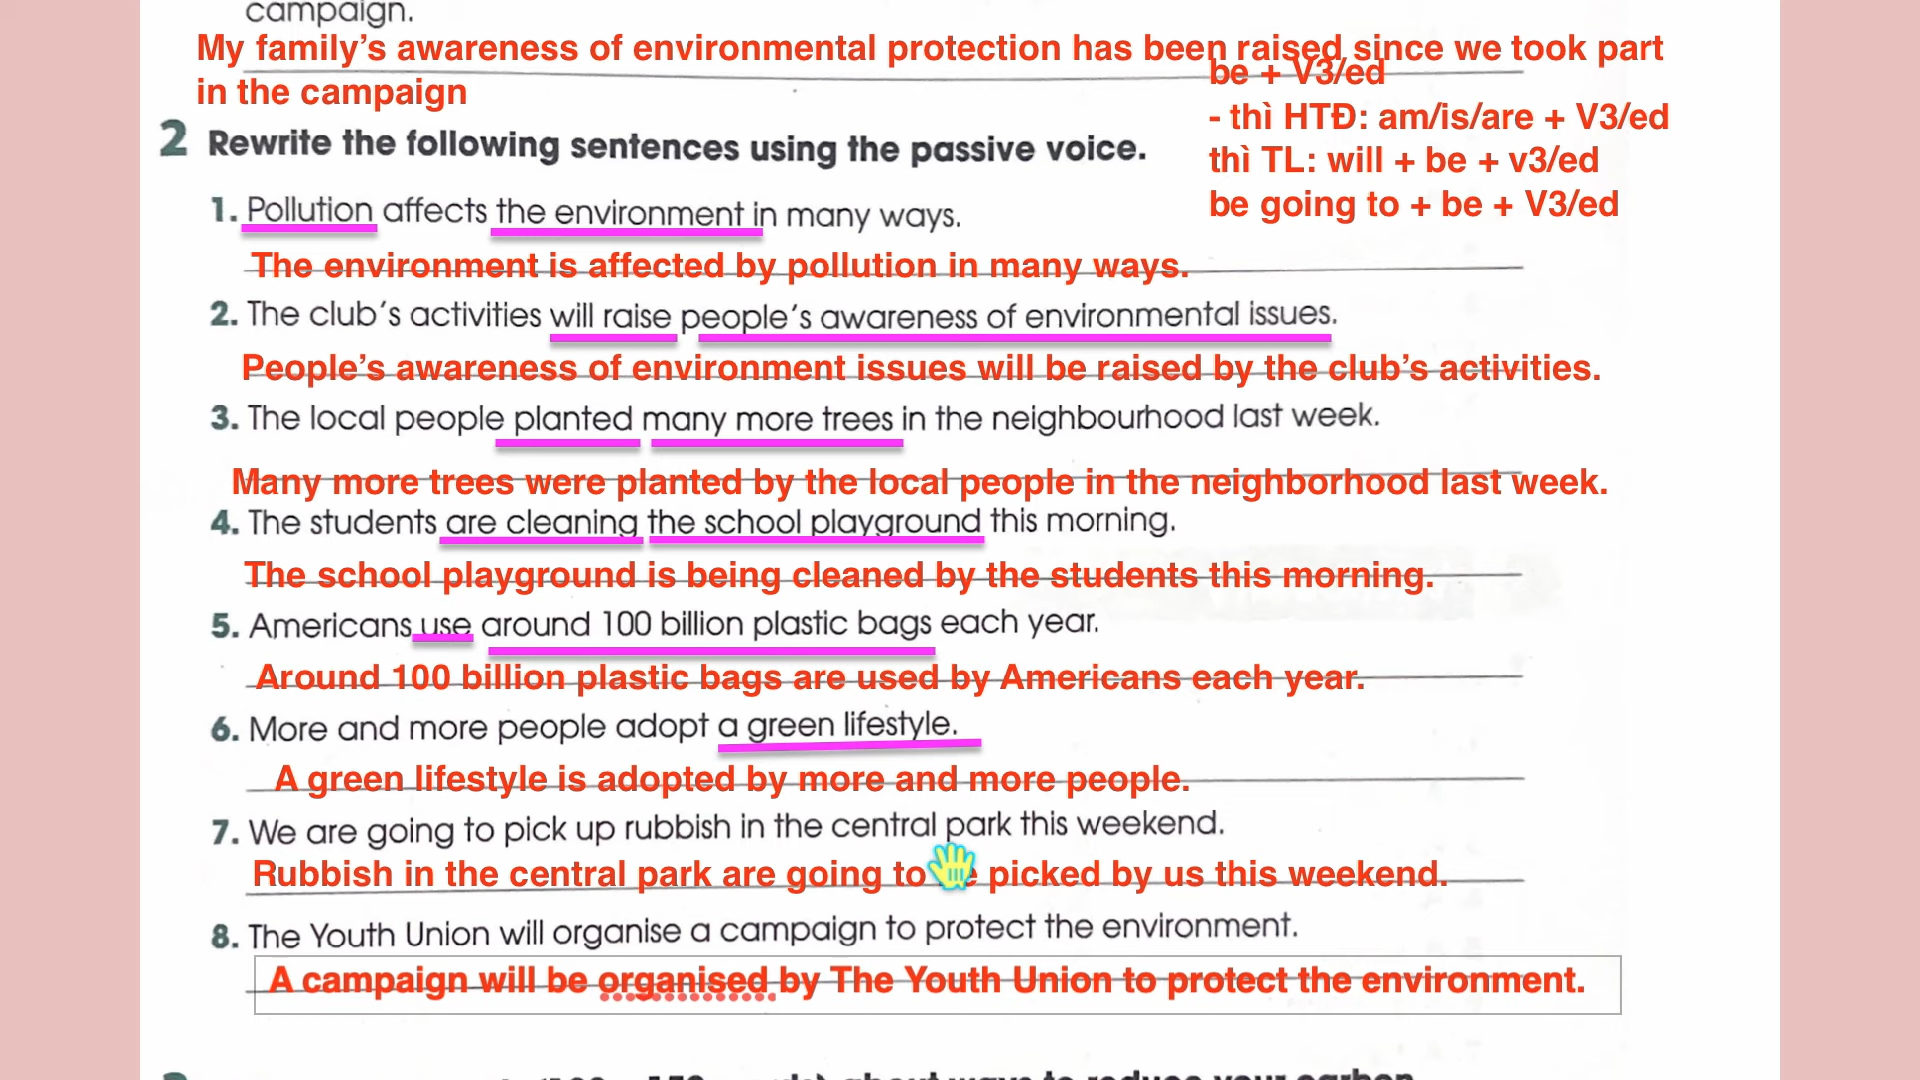 campaign.
My family's awareness of environmental protection has been raised since we took part
in the campaign
be + V3/ed
- thì HTĐ: am/is/are + V3/ed
thì TL: will + be + v3/ed
be going to + be + V3/ed
2 Rewrite the following sentences using the passive voice.
1. Pollution affects the environment in many ways.
The environment is affected by pollution in many ways.
2. The club's activities will raise people's awareness of environmental issues.
People's awareness of environment issues will be raised by the club's activities.
3. The local people planted many more trees in the neighbourhood last week.
Many more trees were planted by the local people in the neighborhood last week.
4. The students are cleaning the school playground this morning.
The school playground is being cleaned by the students this morning.
5. Americans use around 100 billion plastic bags each year.
Around 100 billion plastic bags are used by Americans each year.
6. More and more people adopt a green lifestyle.
A green lifestyle is adopted by more and more people.
7. We are going to pick up rubbish in the central park this weekend.
Rubbish in the central park are going to picked by us this weekend.
8. The Youth Union will organise a campaign to protect the environment.
A campaign will be organised by The Youth Union to protect the environment.
about ways to reduce your carbon